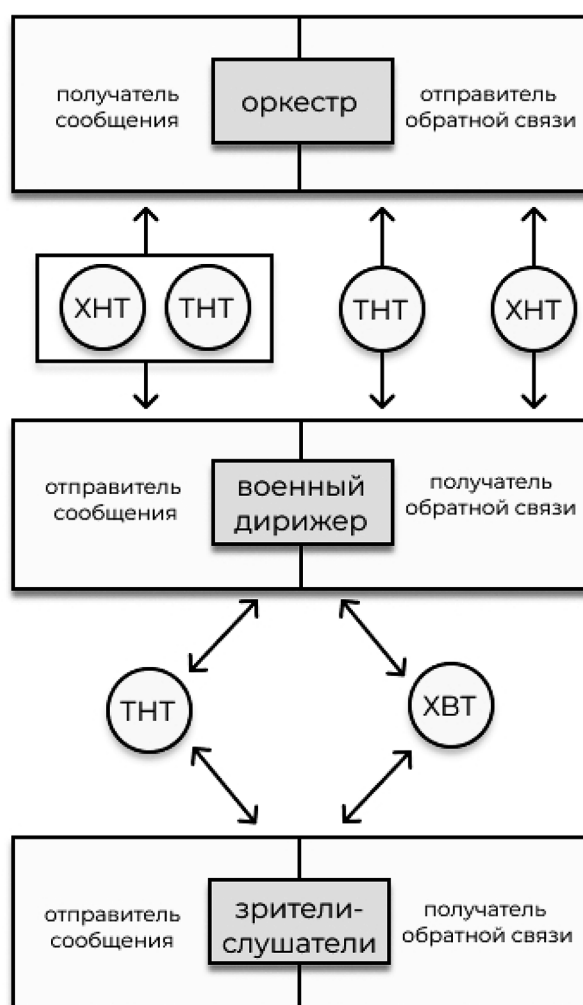 получатель
сообщения
оркестр
отправитель
обратной связи
ХНТ
ТНТ
ТНТ
ХНТ
отправитель
сообщения
военный
дирижер
получатель
обратной связи
ТНТ
ХВТ
отправитель
сообщения
зрители-
слушатели
получатель
обратной связи